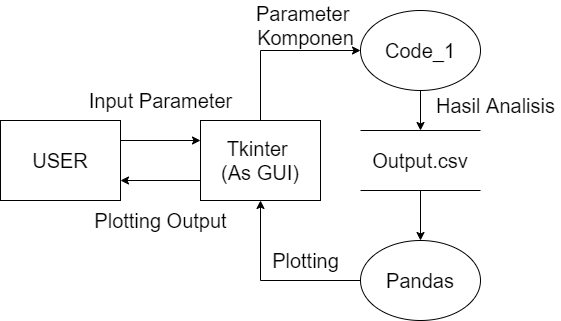 Parameter
Komponen
Code_1
Input Parameter
Hasil Analisis
USER
Tkinter
(As GUI)
Output.csv
Plotting Output
Plotting
Pandas